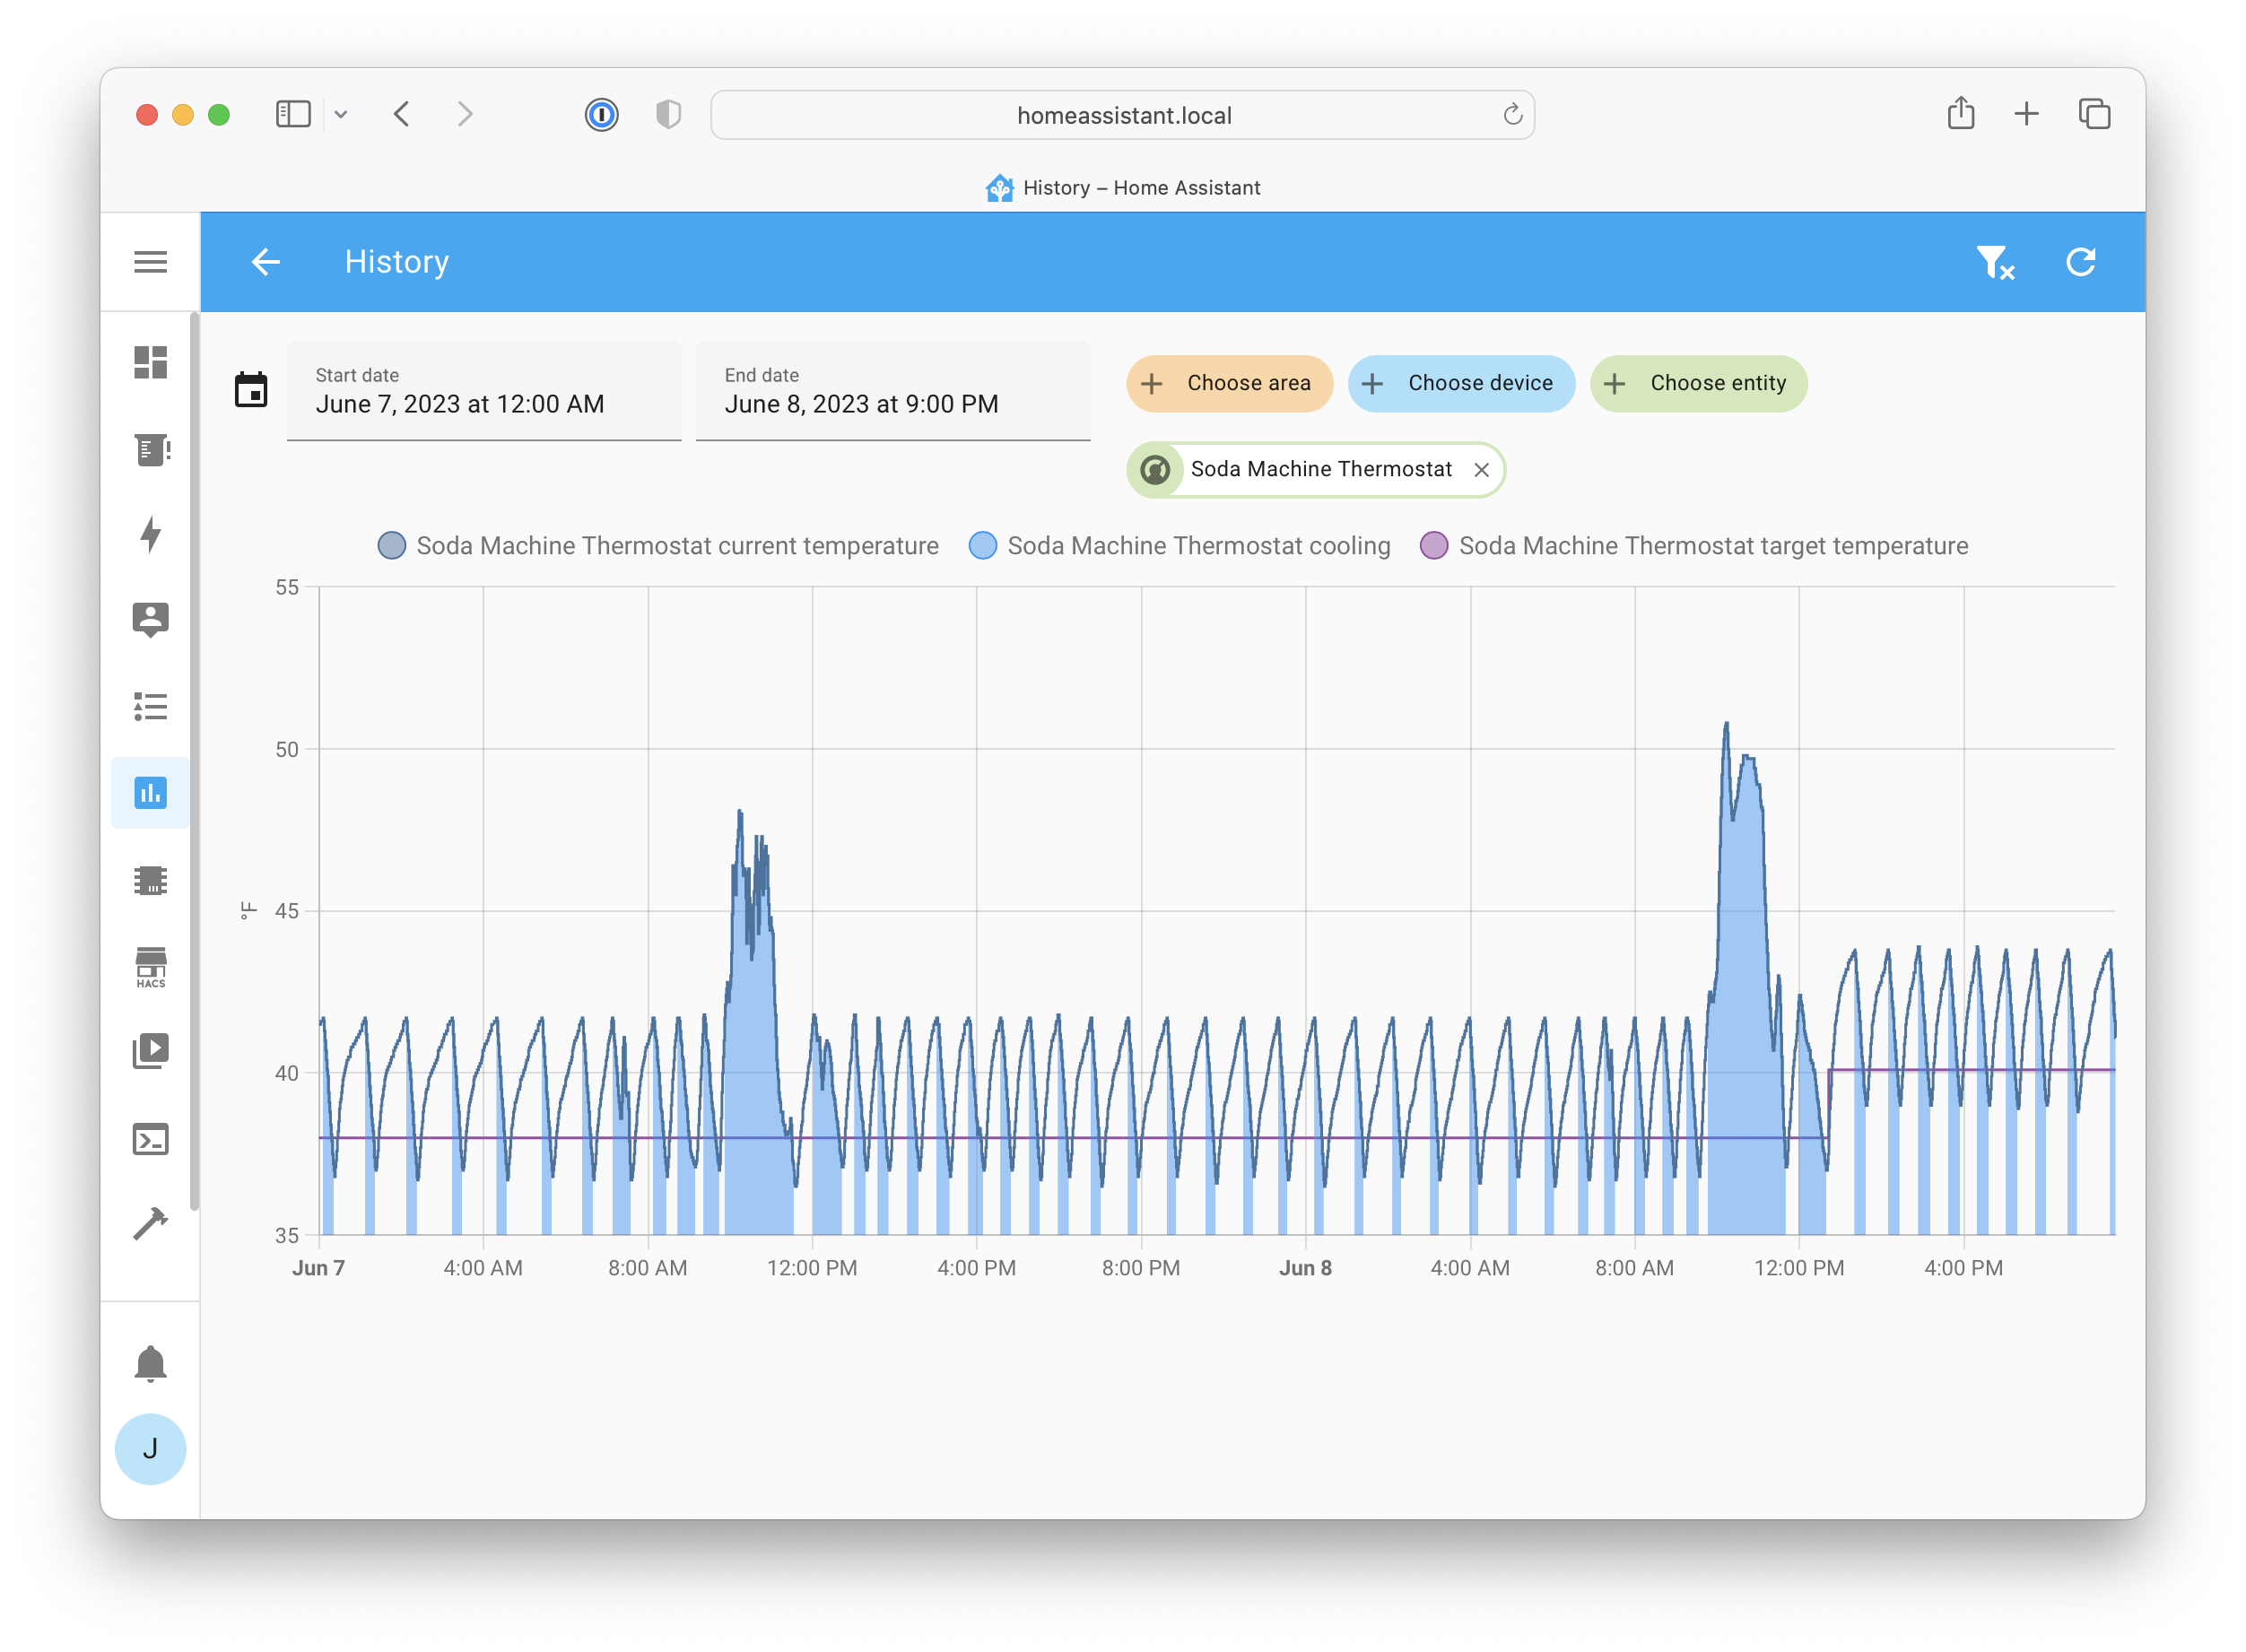 homeassistant.local
History – Home Assistant
History
Start date
June 7, 2023 at 12:00 AM
End date
June 8, 2023 at 9:00 PM
Choose area
Choose device
Choose entity
Soda Machine Thermostat
Soda Machine Thermostat current temperature
Soda Machine Thermostat cooling
Soda Machine Thermostat target temperature
55
50
45
40
35
°F
Jun 7
4:00 AM
8:00 AM
12:00 PM
4:00 PM
8:00 PM
Jun 8
4:00 AM
8:00 AM
12:00 PM
4:00 PM
HACS
J